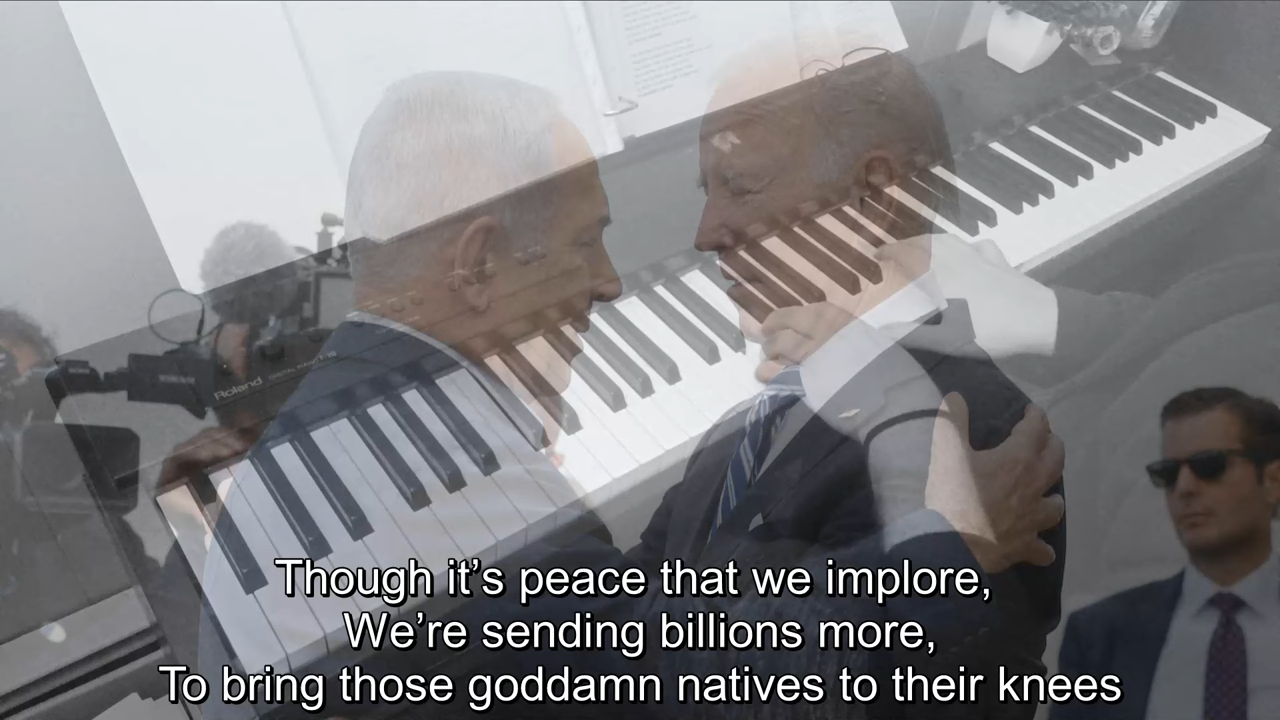 Roland
Though it's peace that we implore,
We're sending billions more,
To bring those goddamn natives to their knees